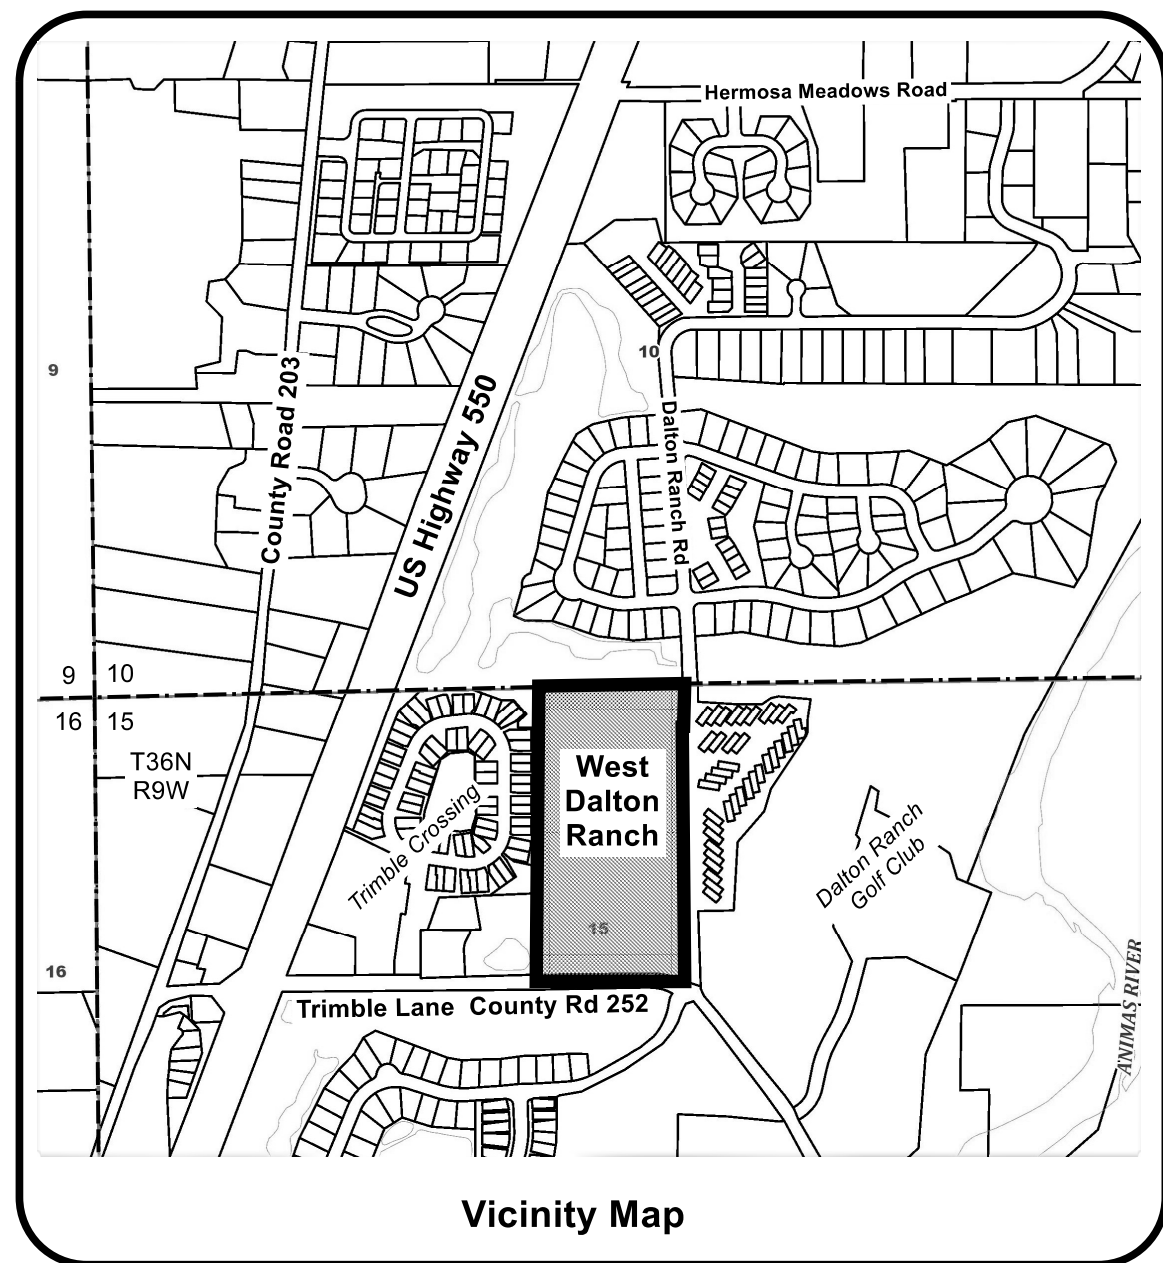 Hermosa Meadows Road
10
9
County Road 203
US Highway 550
Dalton Ranch Rd
9 10
16 15
T36N
R9W
West
Dalton
Ranch
Trimble Crossing
Dalton Ranch
Golf Club
15
16
ANIMAS RIVER
Trimble Lane County Rd 252
Vicinity Map